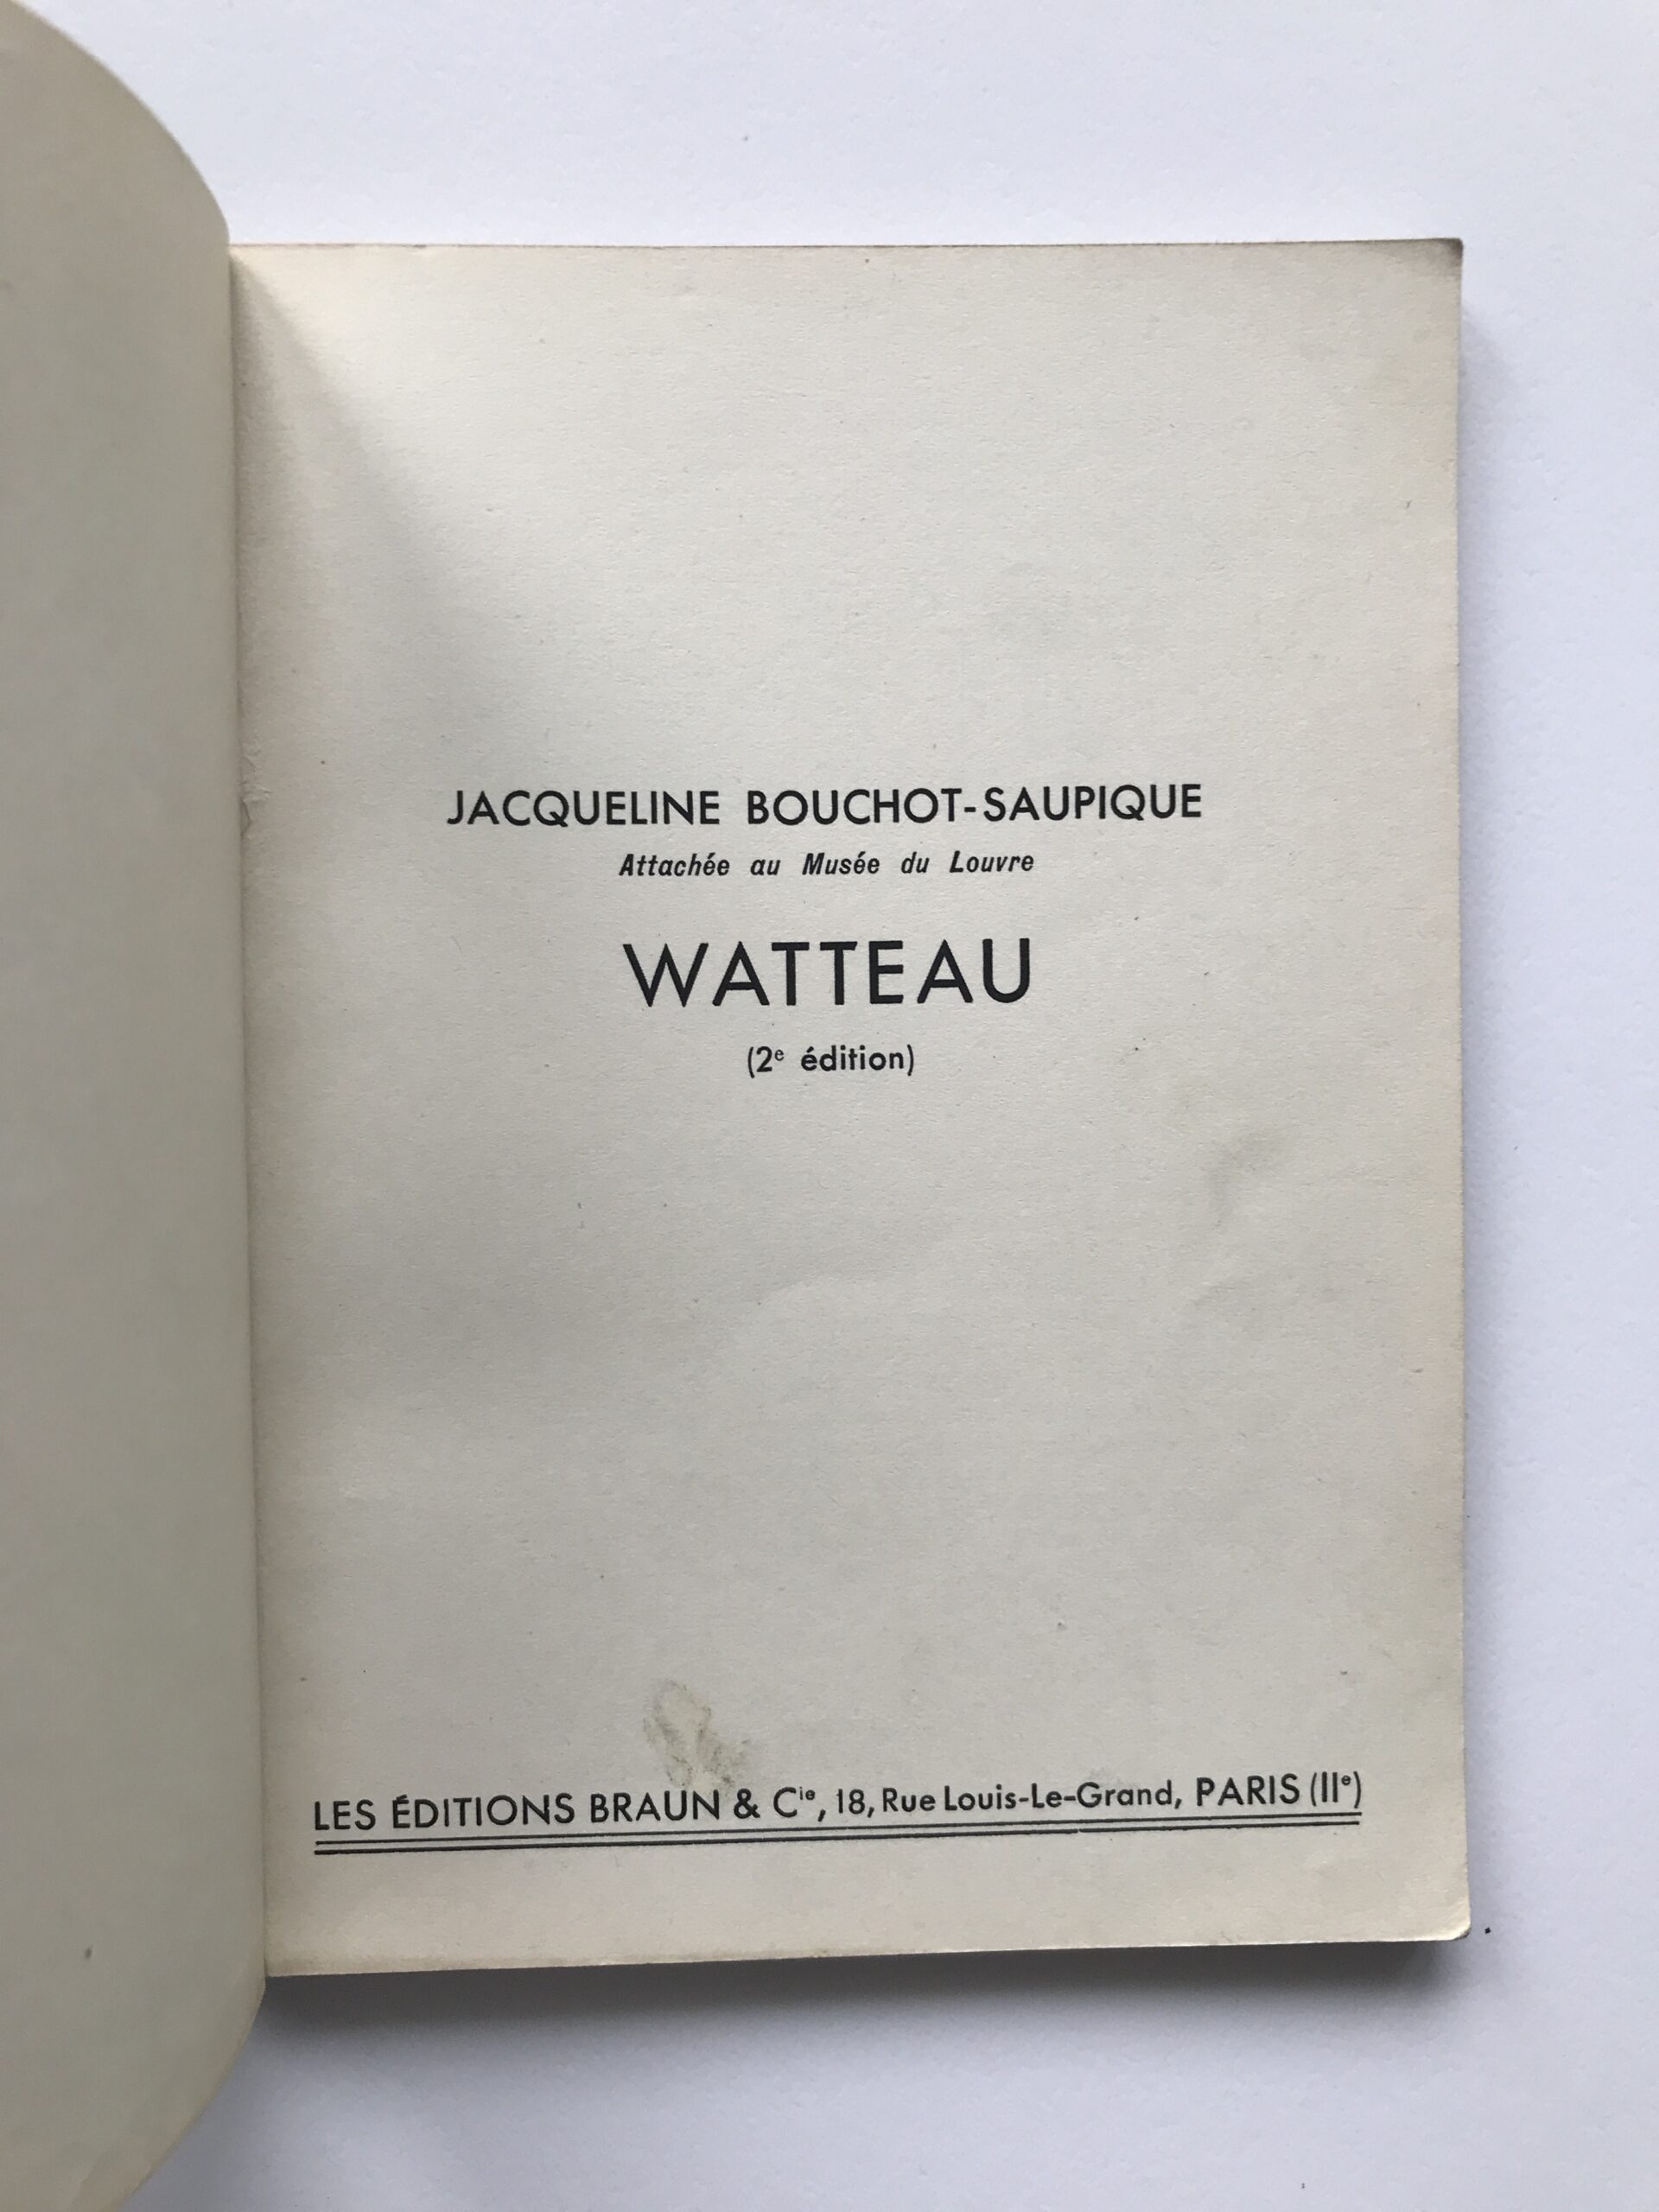 JACQUELINE BOUCHOT-SAUPIQUE
Attachée au Musée du Louvre
WATTEAU
(2e édition)
LES ÉDITIONS BRAUN & Cie, 18, Rue Louis-Le-Grand, PARIS (IIe)